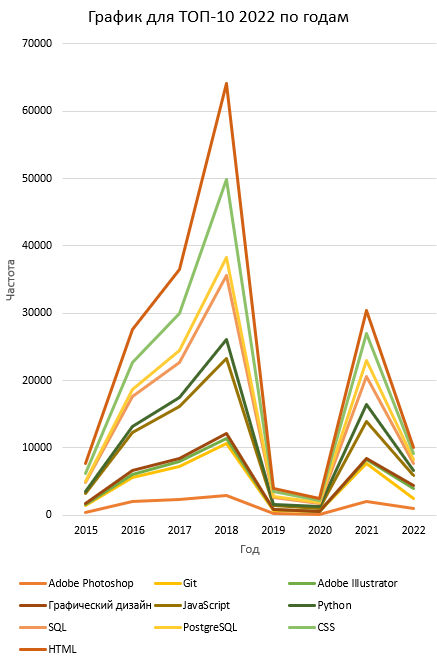 График для ТОП-10 2022 по годам
70000
60000
50000
40000
30000
20000
10000
0
Частота
2015 2016 2017 2018 2019 2020 2021 2022
Год
Adobe Photoshop Git Adobe Illustrator
Графический дизайн JavaScript Python
SQL PostgreSQL CSS
HTML